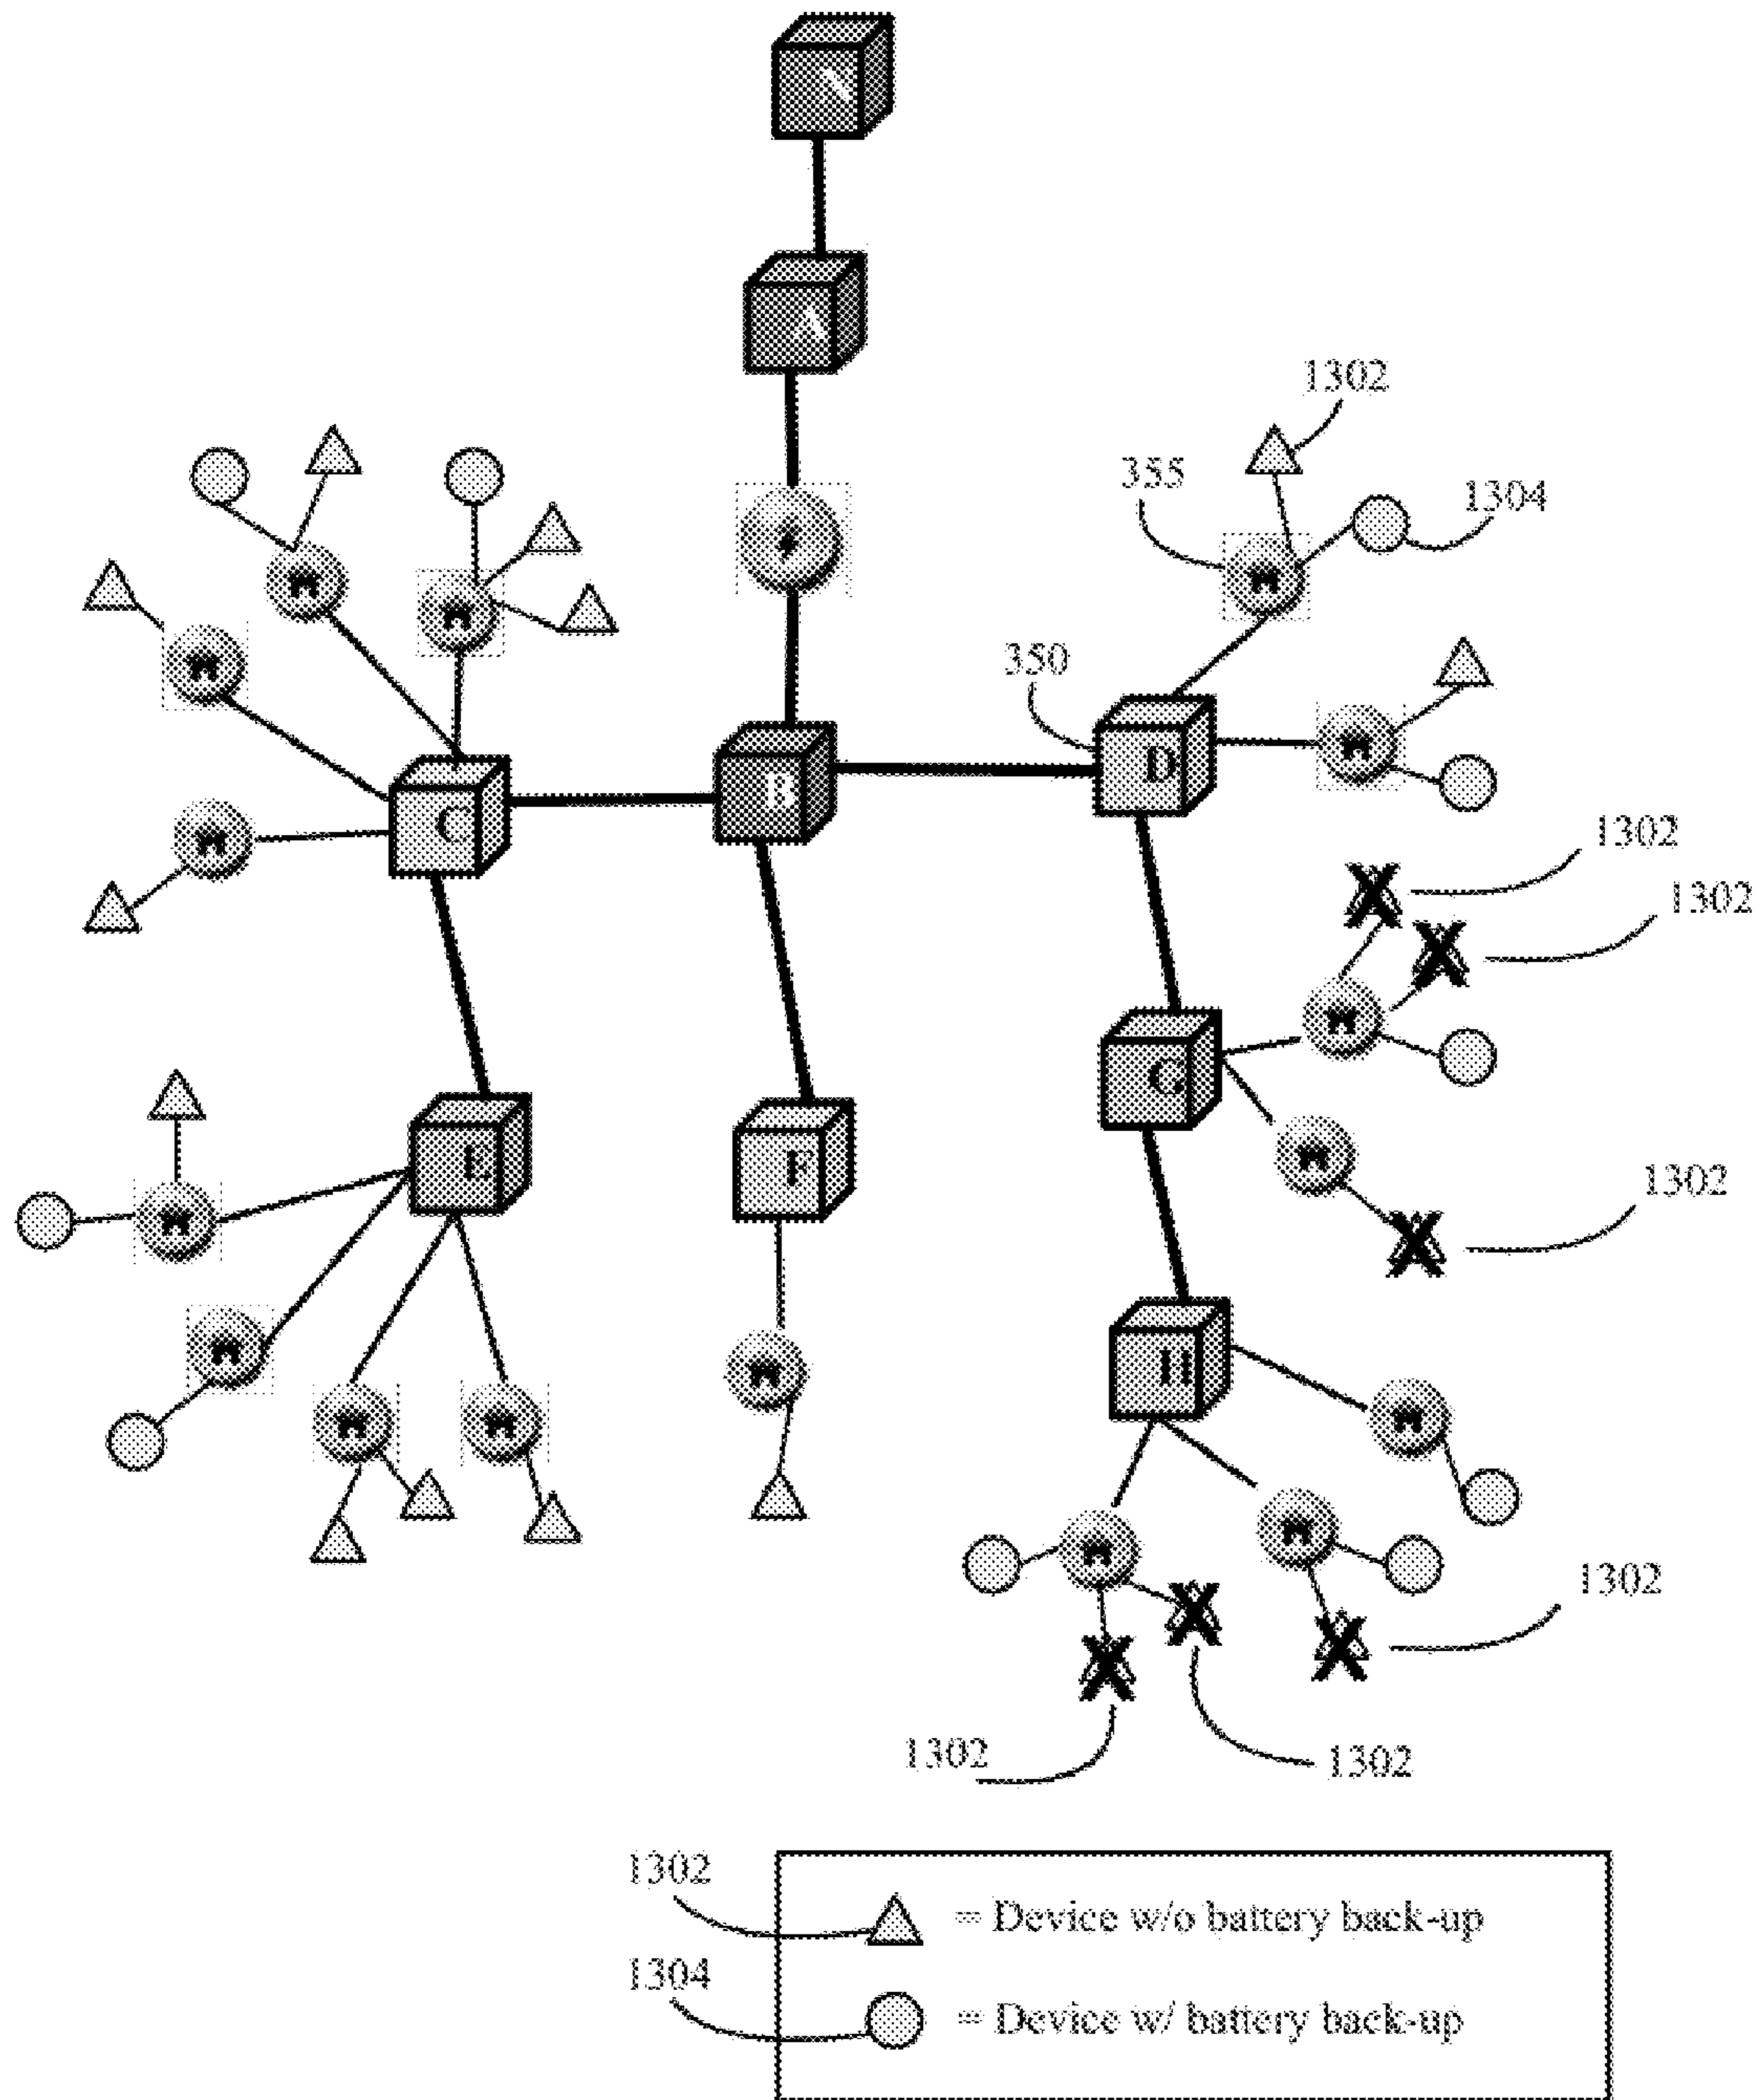 N
A
1302
355
1304
350
D
B
C
1302
1302
G
1302
E
F
H
1302
1302
1302
1302
= Device w/o battery back-up
1304
= Device w/ battery back-up